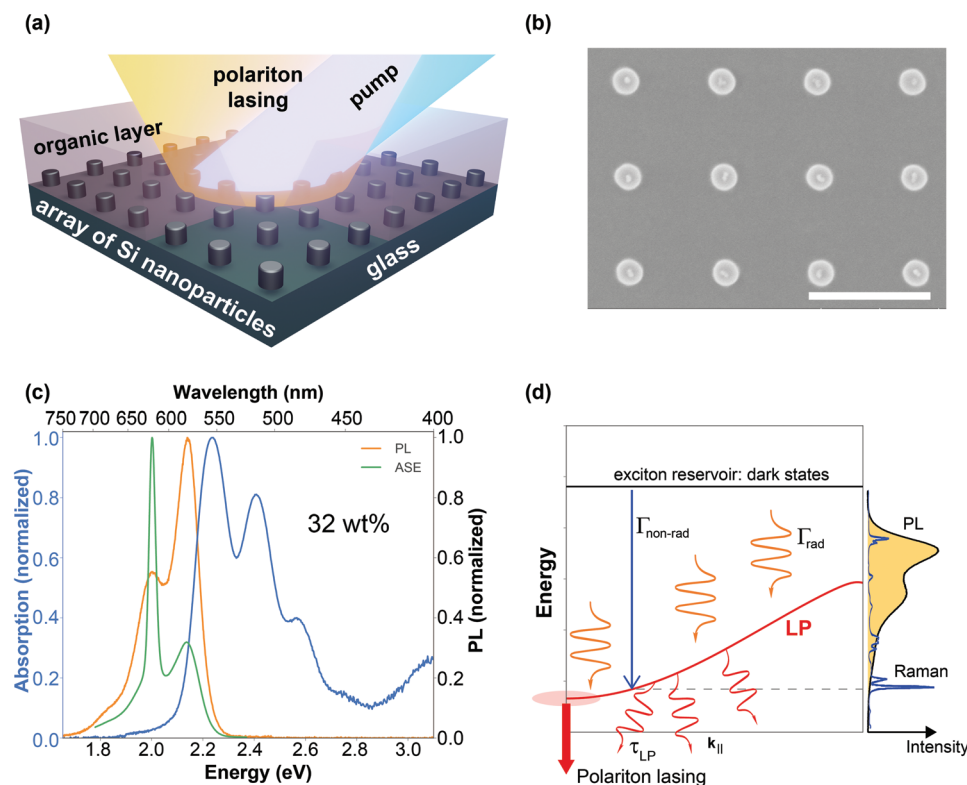 (a)
polariton
lasing
pump
organic layer
array of Si nanoparticles
glass
(b)
(c)
Wavelength (nm)
750 700 650 600 550 500 450 400
1.0
0.8
0.6
0.4
0.2
0.0
Absorption (normalized)
PL
ASE
32 wt%
1.0
0.8
0.6
0.4
0.2
0.0
PL (normalized)
1.8 2.0 2.2 2.4 2.6 2.8 3.0
Energy (eV)
(d)
exciton reservoir: dark states
Γnon-rad
Γrad
Energy
LP
PL
Raman
τLP
k||
Intensity
Polariton lasing